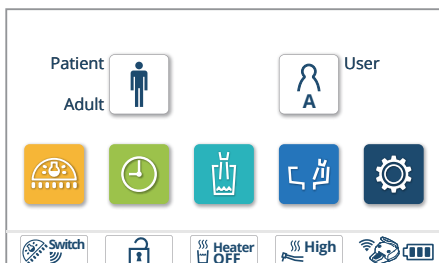 Patient
Adult
User
A
Switch
Heater
OFF
High